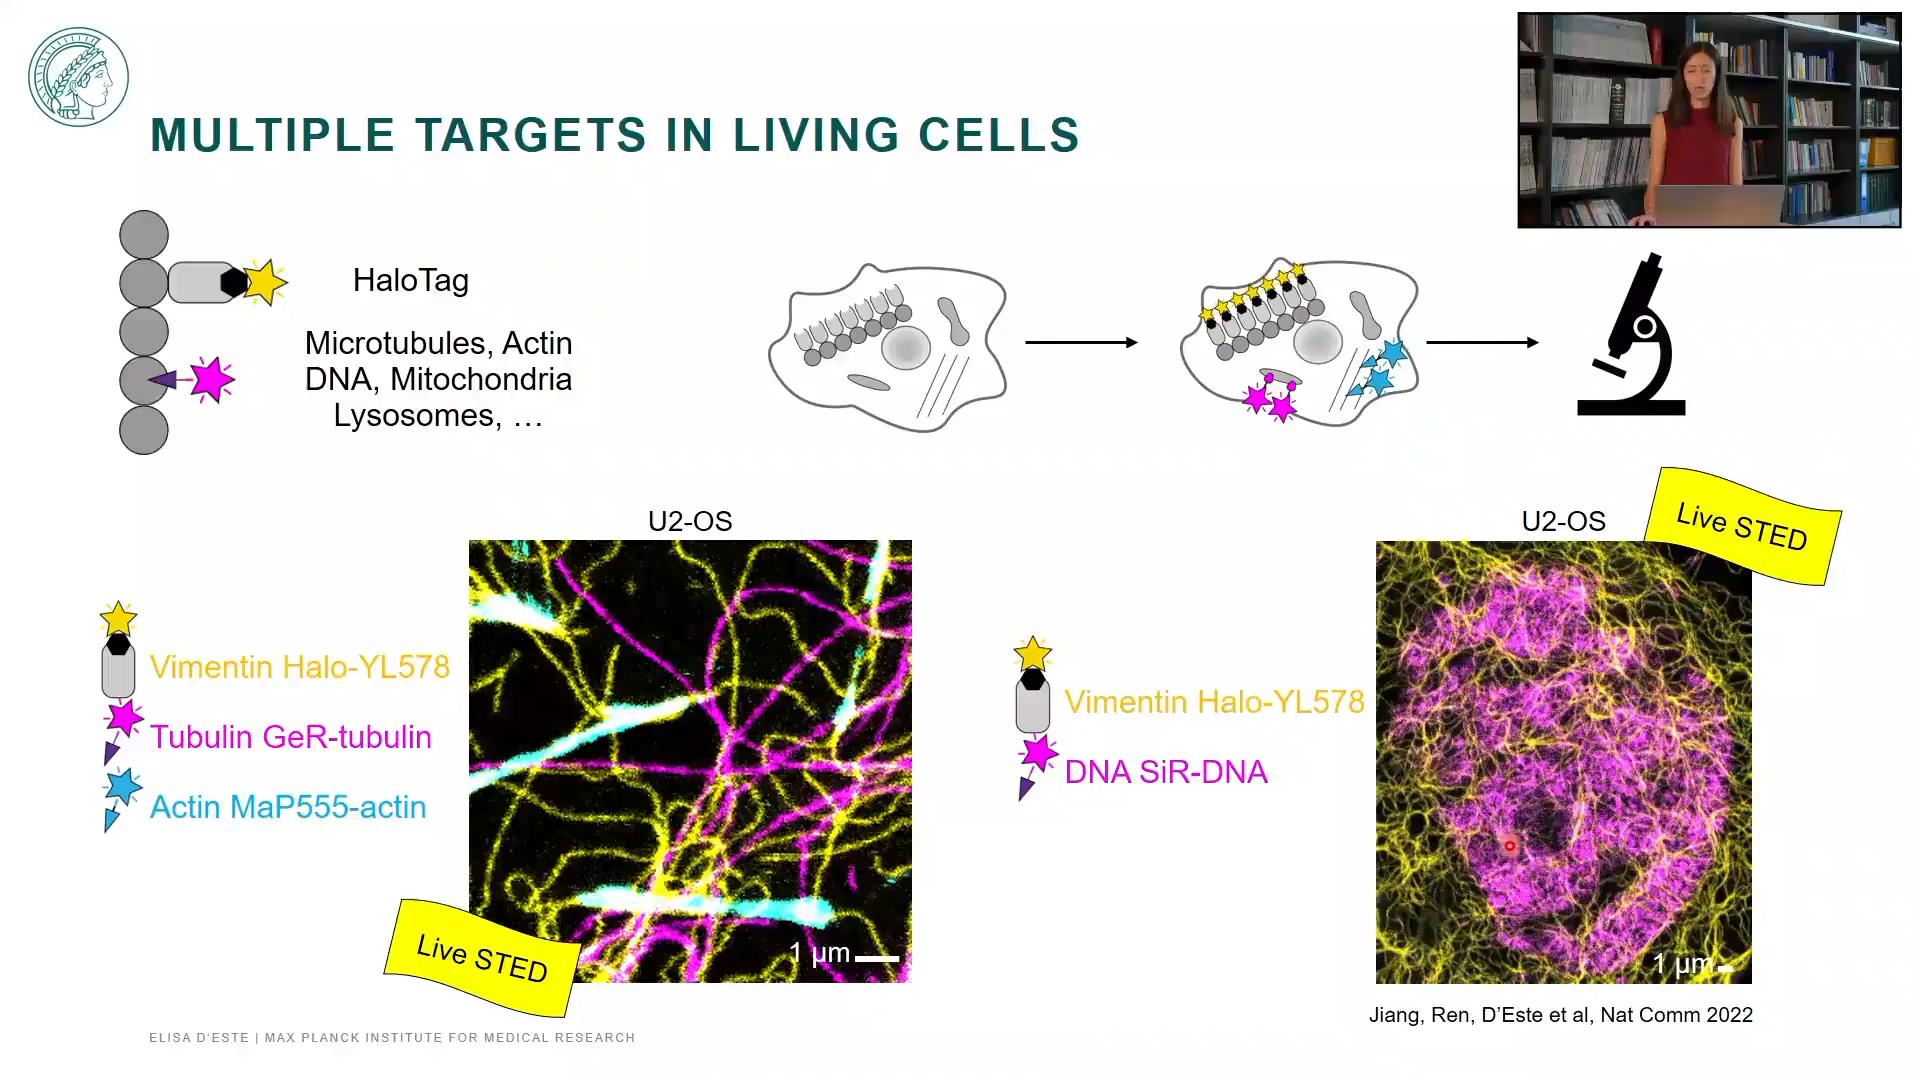 MULTIPLE TARGETS IN LIVING CELLS
HaloTag
Microtubules, Actin
DNA, Mitochondria
Lysosomes, …
U2-OS
Vimentin Halo-YL578
Tubulin GeR-tubulin
Actin MaP555-actin
1 μm
Live STED
U2-OS
Live STED
Vimentin Halo-YL578
DNA SiR-DNA
1 μm
Jiang, Ren, D'Este et al, Nat Comm 2022
ELISA D'ESTE | MAX PLANCK INSTITUTE FOR MEDICAL RESEARCH